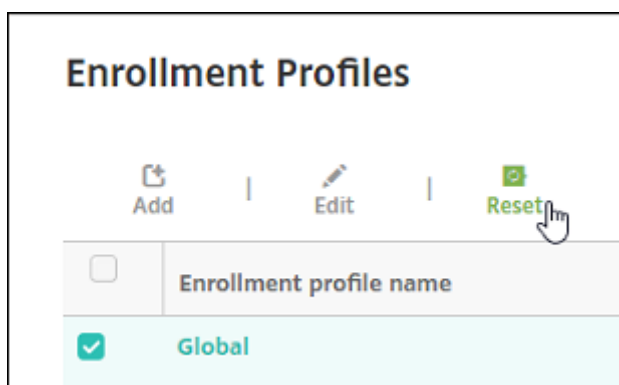 Enrollment Profiles
Add | Edit | Reset
Enrollment profile name
Global